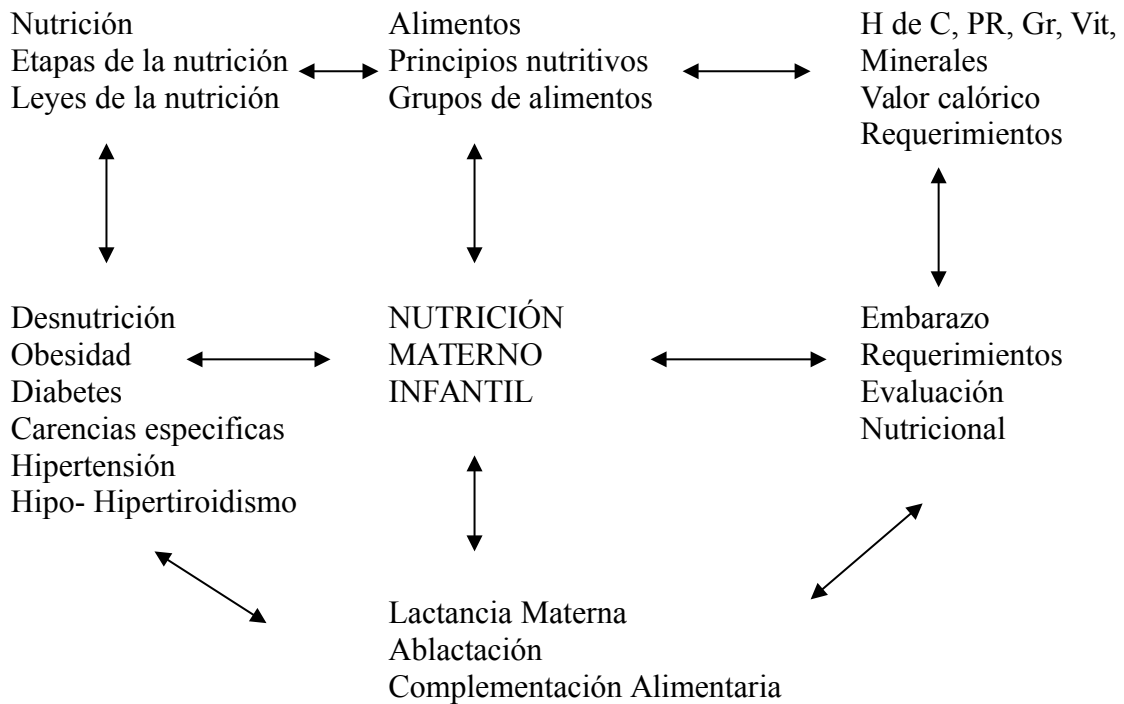 Nutrición
Etapas de la nutrición
Leyes de la nutrición
Alimentos
Principios nutritivos
Grupos de alimentos
H de C, PR, Gr, Vit,
Minerales
Valor calórico
Requerimientos
Desnutrición
Obesidad
Diabetes
Carencias especificas
Hipertensión
Hipo- Hipertiroidismo
NUTRICIÓN
MATERNO
INFANTIL
Embarazo
Requerimientos
Evaluación
Nutricional
Lactancia Materna
Ablactación
Complementación Alimentaria